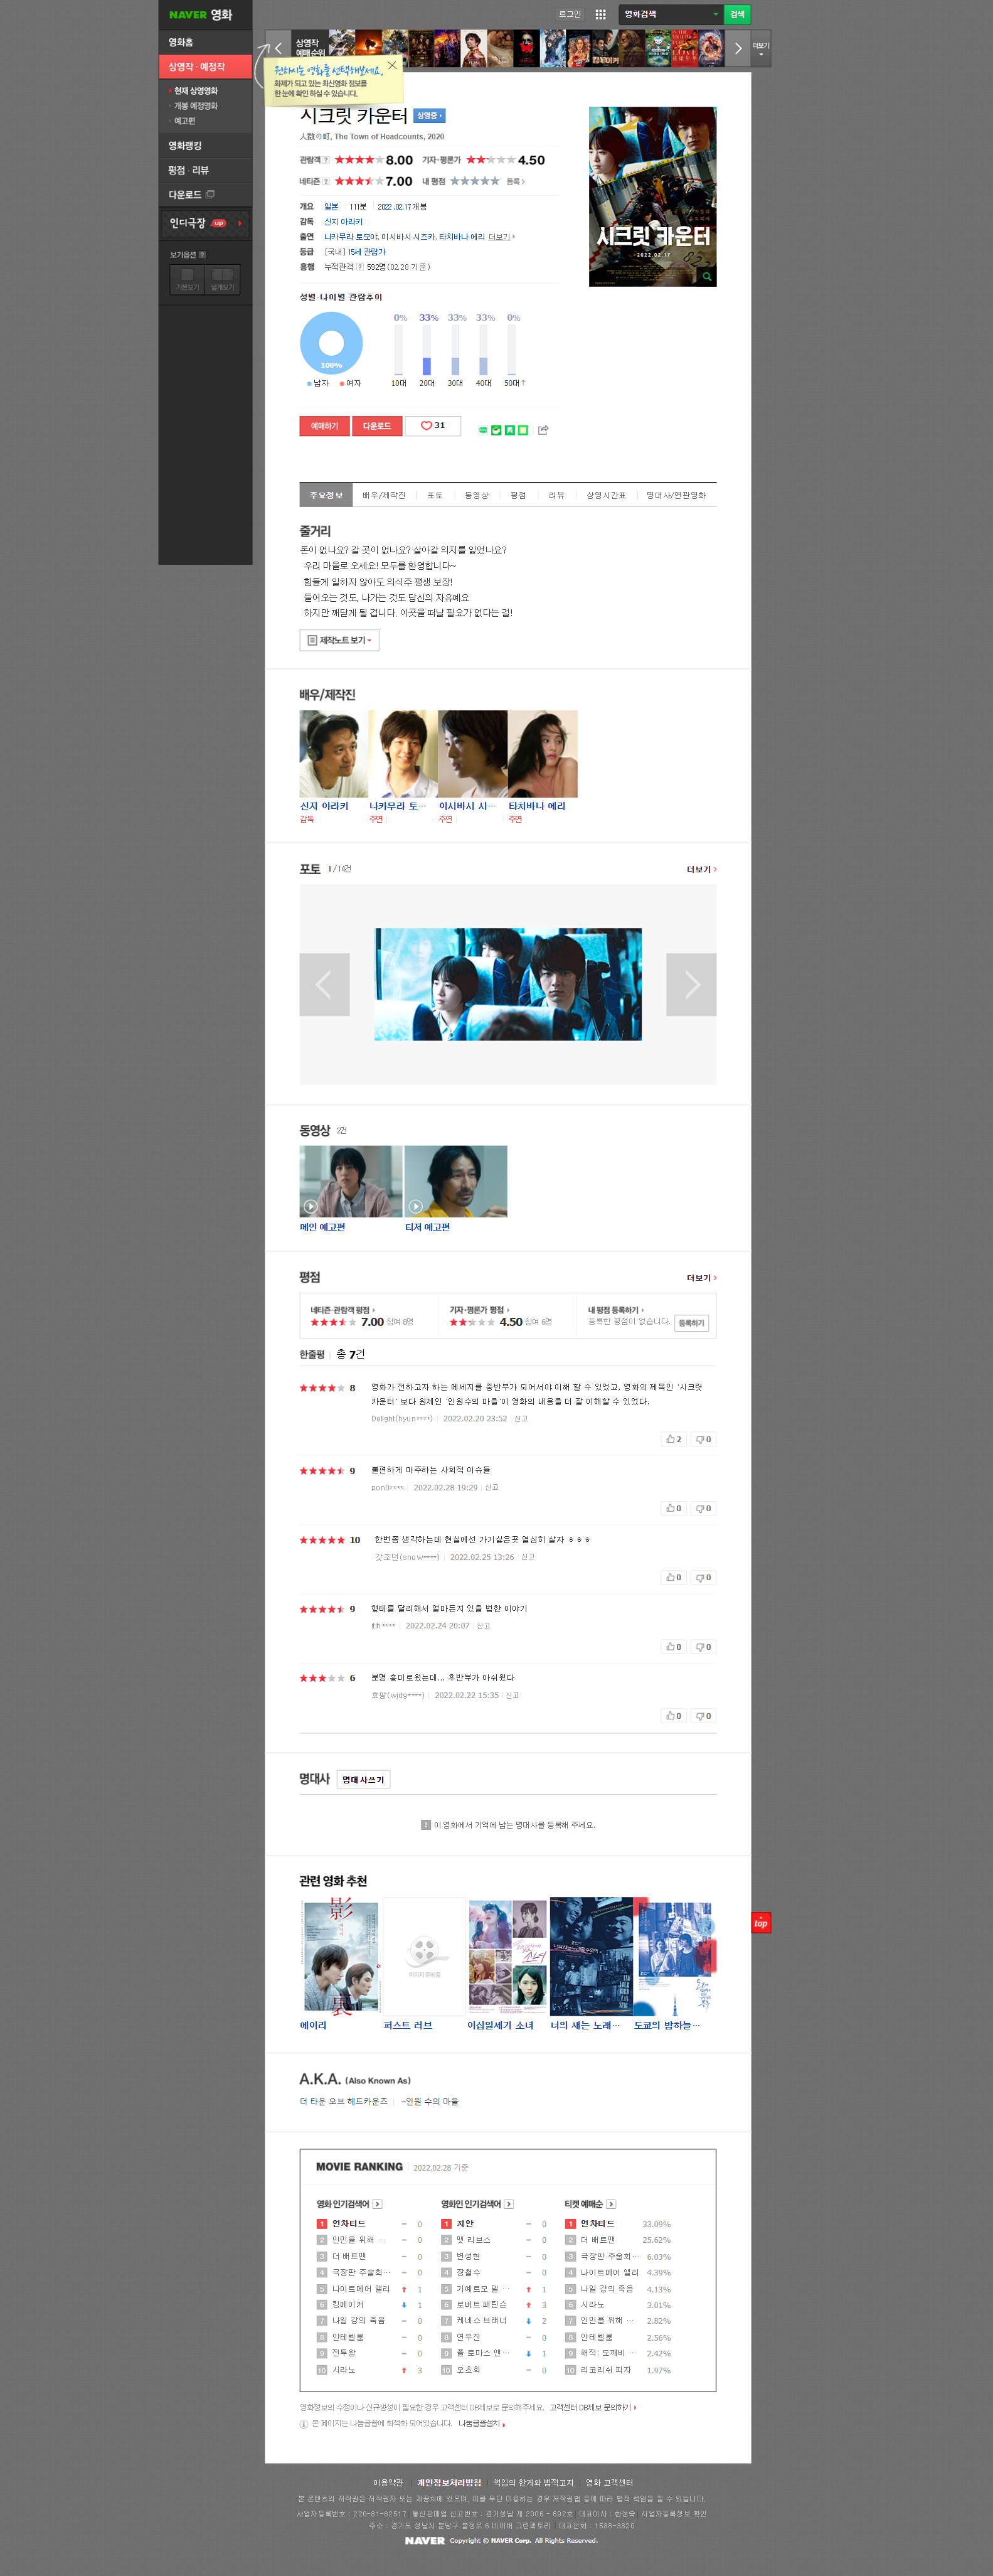 NAVER 영화
로그인
영화검색
검색
영화홈
상영작 · 예정작
현재 상영영화
개봉 예정영화
예고편
영화랭킹
평점 · 리뷰
다운로드
인디극장 up
보기옵션
기본보기 넓게보기
상영작
예매순위
더보기
원하시는 영화를 선택해보세요.
화제가 되고 있는 최신영화 정보를
한 눈에 확인 하실 수 있습니다.
시크릿 카운터 상영중
人数の町, The Town of Headcounts, 2020
관람객 8.00 기자·평론가 4.50
네티즌 7.00 내 평점 등록
개요 일본 111분 2022.02.17 개봉
감독 신지 아라키
출연 나카무라 토모야, 이시바시 시즈카, 타치바나 에리 더보기
등급 [국내] 15세 관람가
흥행 누적관객 592명(02.28 기준)
시크릿 카운터
2022.02.17
성별·나이별 관람추이
100%
남자 여자
0% 33% 33% 33% 0%
10대 20대 30대 40대 50대↑
예매하기 다운로드 31
주요정보 배우/제작진 포토 동영상 평점 리뷰 상영시간표 명대사/연관영화
줄거리
돈이 없나요? 갈 곳이 없나요? 살아갈 의지를 잃었나요?
우리 마을로 오세요! 모두를 환영합니다~
힘들게 일하지 않아도 의식주 평생 보장!
들어오는 것도, 나가는 것도 당신의 자유예요
하지만 깨닫게 될 겁니다. 이곳을 떠날 필요가 없다는 걸!
제작노트 보기
배우/제작진
신지 아라키 나카무라 토... 이시바시 시... 타치바나 에리
감독 주연 주연 주연
포토 1 / 14건 더보기
동영상 2건
메인 예고편 티저 예고편
평점 더보기
네티즌·관람객 평점 기자·평론가 평점 내 평점 등록하기
7.00 참여 8명 4.50 참여 6명 등록한 평점이 없습니다. 등록하기
한줄평 총 7건
8 영화가 전하고자 하는 메세지를 중반부가 되어서야 이해 할 수 있었고, 영화의 제목인 '시크릿
카운터' 보다 원제인 '인원수의 마을'이 영화의 내용을 더 잘 이해할 수 있었다.
Delight(hyun****) 2022.02.20 23:52 신고
2 0
9 불편하게 마주하는 사회적 이슈들
pon0**** 2022.02.28 19:29 신고
0 0
10 한번쯤 생각하는데 현실에선 가기싫은곳 열심히 살자 ㅎㅎㅎ
갓조던(snow****) 2022.02.25 13:26 신고
0 0
9 형태를 달리해서 얼마든지 있을 법한 이야기
2022.02.24 20:07 신고
0 0
6 분명 흥미로웠는데... 후반부가 아쉬웠다
호팡(widg****) 2022.02.22 15:35 신고
0 0
명대사 명대사쓰기
이 영화에서 기억에 남는 명대사를 등록해 주세요.
관련 영화 추천
影
裏
이미지 준비중
에이리 퍼스트 러브 이십일세기 소녀 너의 새는 노래... 도쿄의 밤하늘...
top
A.K.A. (Also Known As)
더 타운 오브 헤드카운즈 ~인원 수의 마을
MOVIE RANKING 2022.02.28 기준
영화 인기검색어 영화인 인기검색어 티켓 예매순
1 언차티드 0 1 지안 0 1 언차티드 33.09%
2 인민을 위해 ... 0 2 맷 리브스 0 2 더 배트맨 25.62%
3 더 배트맨 0 3 변성현 0 3 극장판 주술회... 6.03%
4 극장판 주술회... 0 4 장철수 0 4 나이트메어 앨리 4.39%
5 나이트메어 앨리 1 5 기예르모 델 ... 1 5 나일 강의 죽음 4.13%
6 킹메이커 1 6 로버트 패틴슨 3 6 시라노 3.01%
7 나일 강의 죽음 0 7 케네스 브래너 2 7 인민을 위해 ... 2.82%
8 안테벨룸 0 8 연우진 0 8 안테벨룸 2.56%
9 전투왕 0 9 폴 토마스 앤... 1 9 해적: 도깨비 ... 2.42%
10 시라노 3 10 오초희 0 10 리코리쉬 피자 1.97%
영화정보의 수정이나 신규생성이 필요한 경우 고객센터 DB제보로 문의해주세요. 고객센터 DB제보 문의하기
본 페이지는 나눔글꼴에 최적화 되어있습니다. 나눔글꼴설치
이용약관 개인정보처리방침 책임의 한계와 법적고지 영화 고객센터
본 콘텐츠의 저작권은 저작권자 또는 제공처에 있으며, 이를 무단 이용하는 경우 저작권법 등에 따라 법적 책임을 질 수 있습니다.
사업자등록번호 : 220-81-62517 통신판매업 신고번호 : 경기성남 제 2006 - 692호 대표이사 : 한성숙 사업자등록정보 확인
주소 : 경기도 성남시 분당구 불정로 6 네이버 그린팩토리 대표전화 : 1588-3820
NAVER Copyright © NAVER Corp. All Rights Reserved.